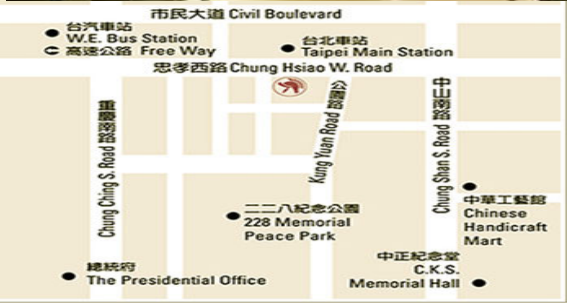 市民大道 Civil Boulevard
台汽車站
W.E. Bus Station
高速公路 Free Way
台北車站
Taipei Main Station
忠孝西路 Chung Hsiao W. Road
重慶南路
Chung Ching S. Road
公園路
Kung Yuan Road
中山南路
Chung Shan S. Road
二二八紀念公園
228 Memorial
Peace Park
中華工藝館
Chinese
Handicraft
Mart
總統府
The Presidential Office
中正紀念堂
C.K.S.
Memorial Hall